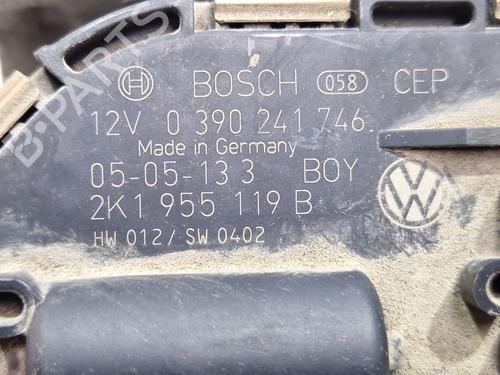 BOSCH 058 CEP
12V 0 390 241 746
Made in Germany
05-05-13 3 BOY
2K1 955 119 B
HW 012/ SW 0402
B-Parts